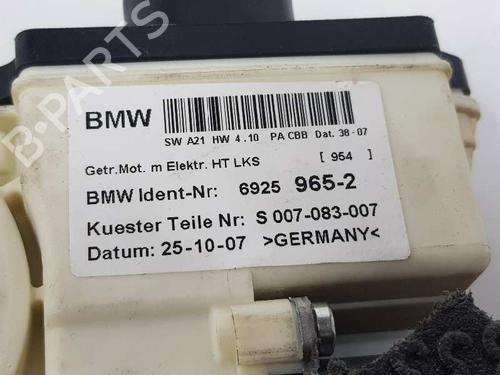 BMW
SW A21 HW 4.10 PA CBB Dat. 38-07
Getr.Mot. m Elektr. HT LKS [ 954 ]
BMW Ident-Nr: 6925 965-2
Kuester Teile Nr: S 007-083-007
Datum: 25-10-07 >GERMANY<
B-PARTS